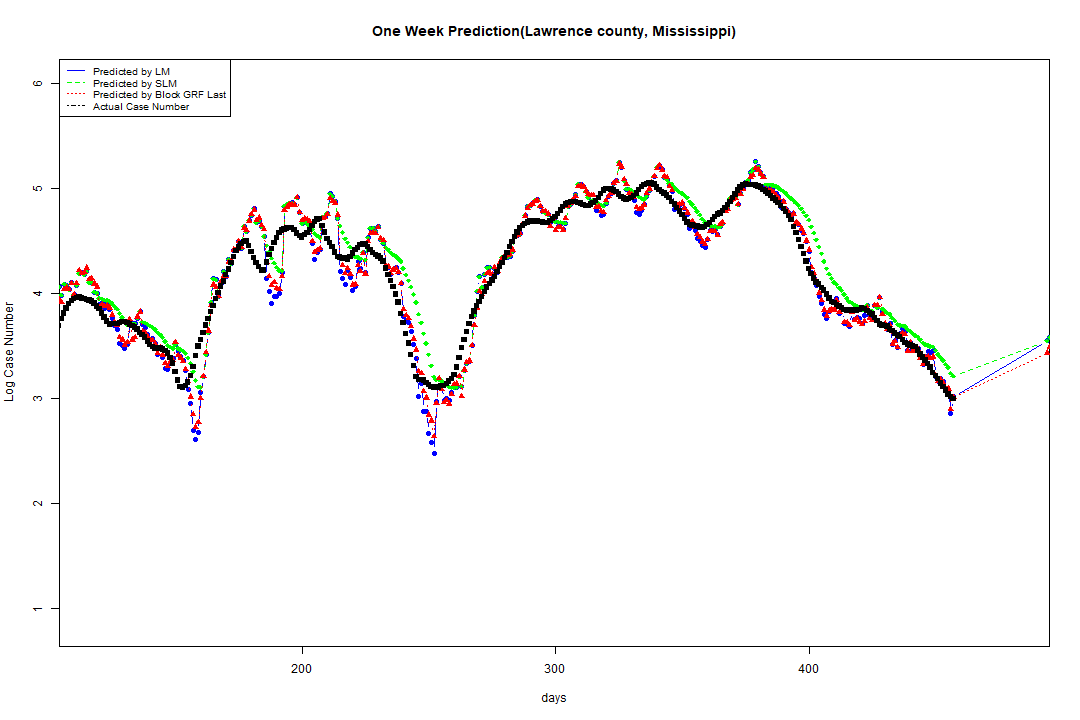 One Week Prediction(Lawrence county, Mississippi)
Predicted by LM
Predicted by SLM
Predicted by Block GRF Last
Actual Case Number
6
5
4
3
2
1
Log Case Number
200
300
400
days